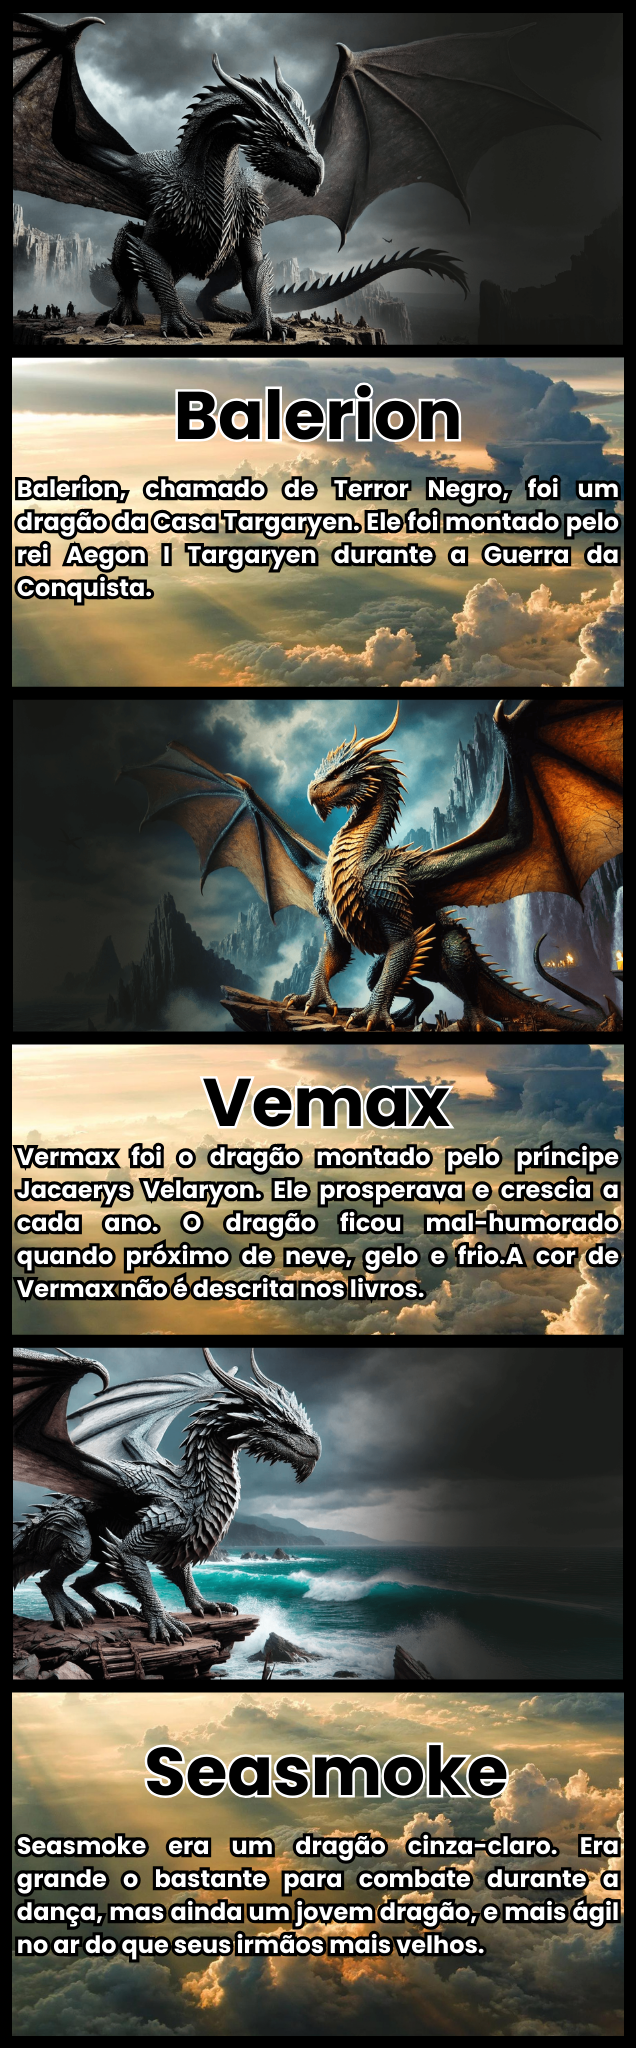 Balerion
Balerion, chamado de Terror Negro, foi um
dragão da Casa Targaryen. Ele foi montado pelo
rei Aegon I Targaryen durante a Guerra da
Conquista.
Vemax
Vermax foi o dragão montado pelo príncipe
Jacaerys Velaryon. Ele prosperava e crescia a
cada ano. O dragão ficou mal-humorado
quando próximo de neve, gelo e frio.A cor de
Vermax não é descrita nos livros.
Seasmoke
Seasmoke era um dragão cinza-claro. Era
grande o bastante para combate durante a
dança, mas ainda um jovem dragão, e mais ágil
no ar do que seus irmãos mais velhos.